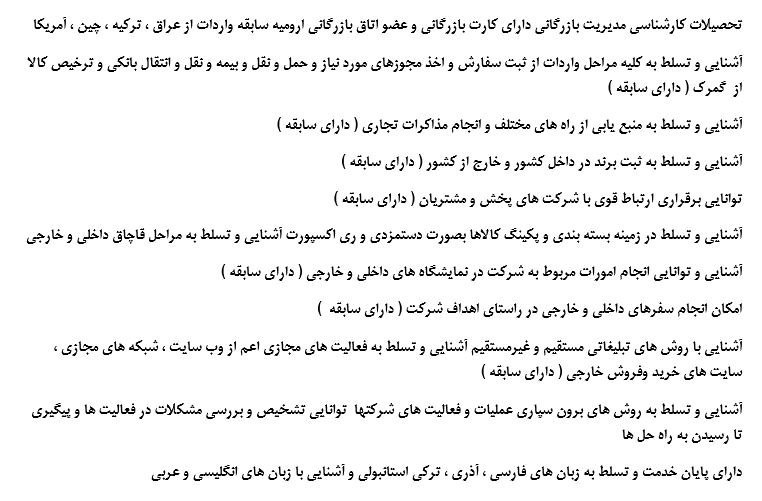 تحصیلات کارشناسی مدیریت بازرگانی دارای کارت بازرگانی و عضو اتاق بازرگانی ارومیه سابقه واردات از عراق ، ترکیه ، چین ، آمریکا
آشنایی و تسلط به کلیه مراحل واردات از ثبت سفارش و اخذ مجوزهای مورد نیاز و حمل و نقل و بیمه و نقل و انتقال بانکی و ترخیص کالا
از گمرک ( دارای سابقه )
آشنایی و تسلط به منبع یابی از راه های مختلف و انجام مذاکرات تجاری ( دارای سابقه )
آشنایی و تسلط به ثبت برند در داخل کشور و خارج از کشور ( دارای سابقه )
توانایی برقراری ارتباط قوی با شرکت های پخش و مشتریان ( دارای سابقه )
آشنایی و تسلط در زمینه بسته بندی و پکینگ کالاها بصورت دستمزدی و ری اکسپورت آشنایی و تسلط به مراحل قاچاق داخلی و خارجی
آشنایی و توانایی انجام امورات مربوط به شرکت در نمایشگاه های داخلی و خارجی ( دارای سابقه )
امکان انجام سفرهای داخلی و خارجی در راستای اهداف شرکت ( دارای سابقه )
آشنایی با روش های تبلیغاتی مستقیم و غیرمستقیم آشنایی و تسلط به فعالیت های مجازی اعم از وب سایت ، شبکه های مجازی ،
سایت های خرید وفروش خارجی ( دارای سابقه )
آشنایی و تسلط به روش های برون سپاری عملیات و فعالیت های شرکتها توانایی تشخیص و بررسی مشکلات در فعالیت ها و پیگیری
تا رسیدن به راه حل ها
دارای پایان خدمت و تسلط به زبان های فارسی ، آذری ، ترکی استانبولی و آشنایی با زبان های انگلیسی و عربی